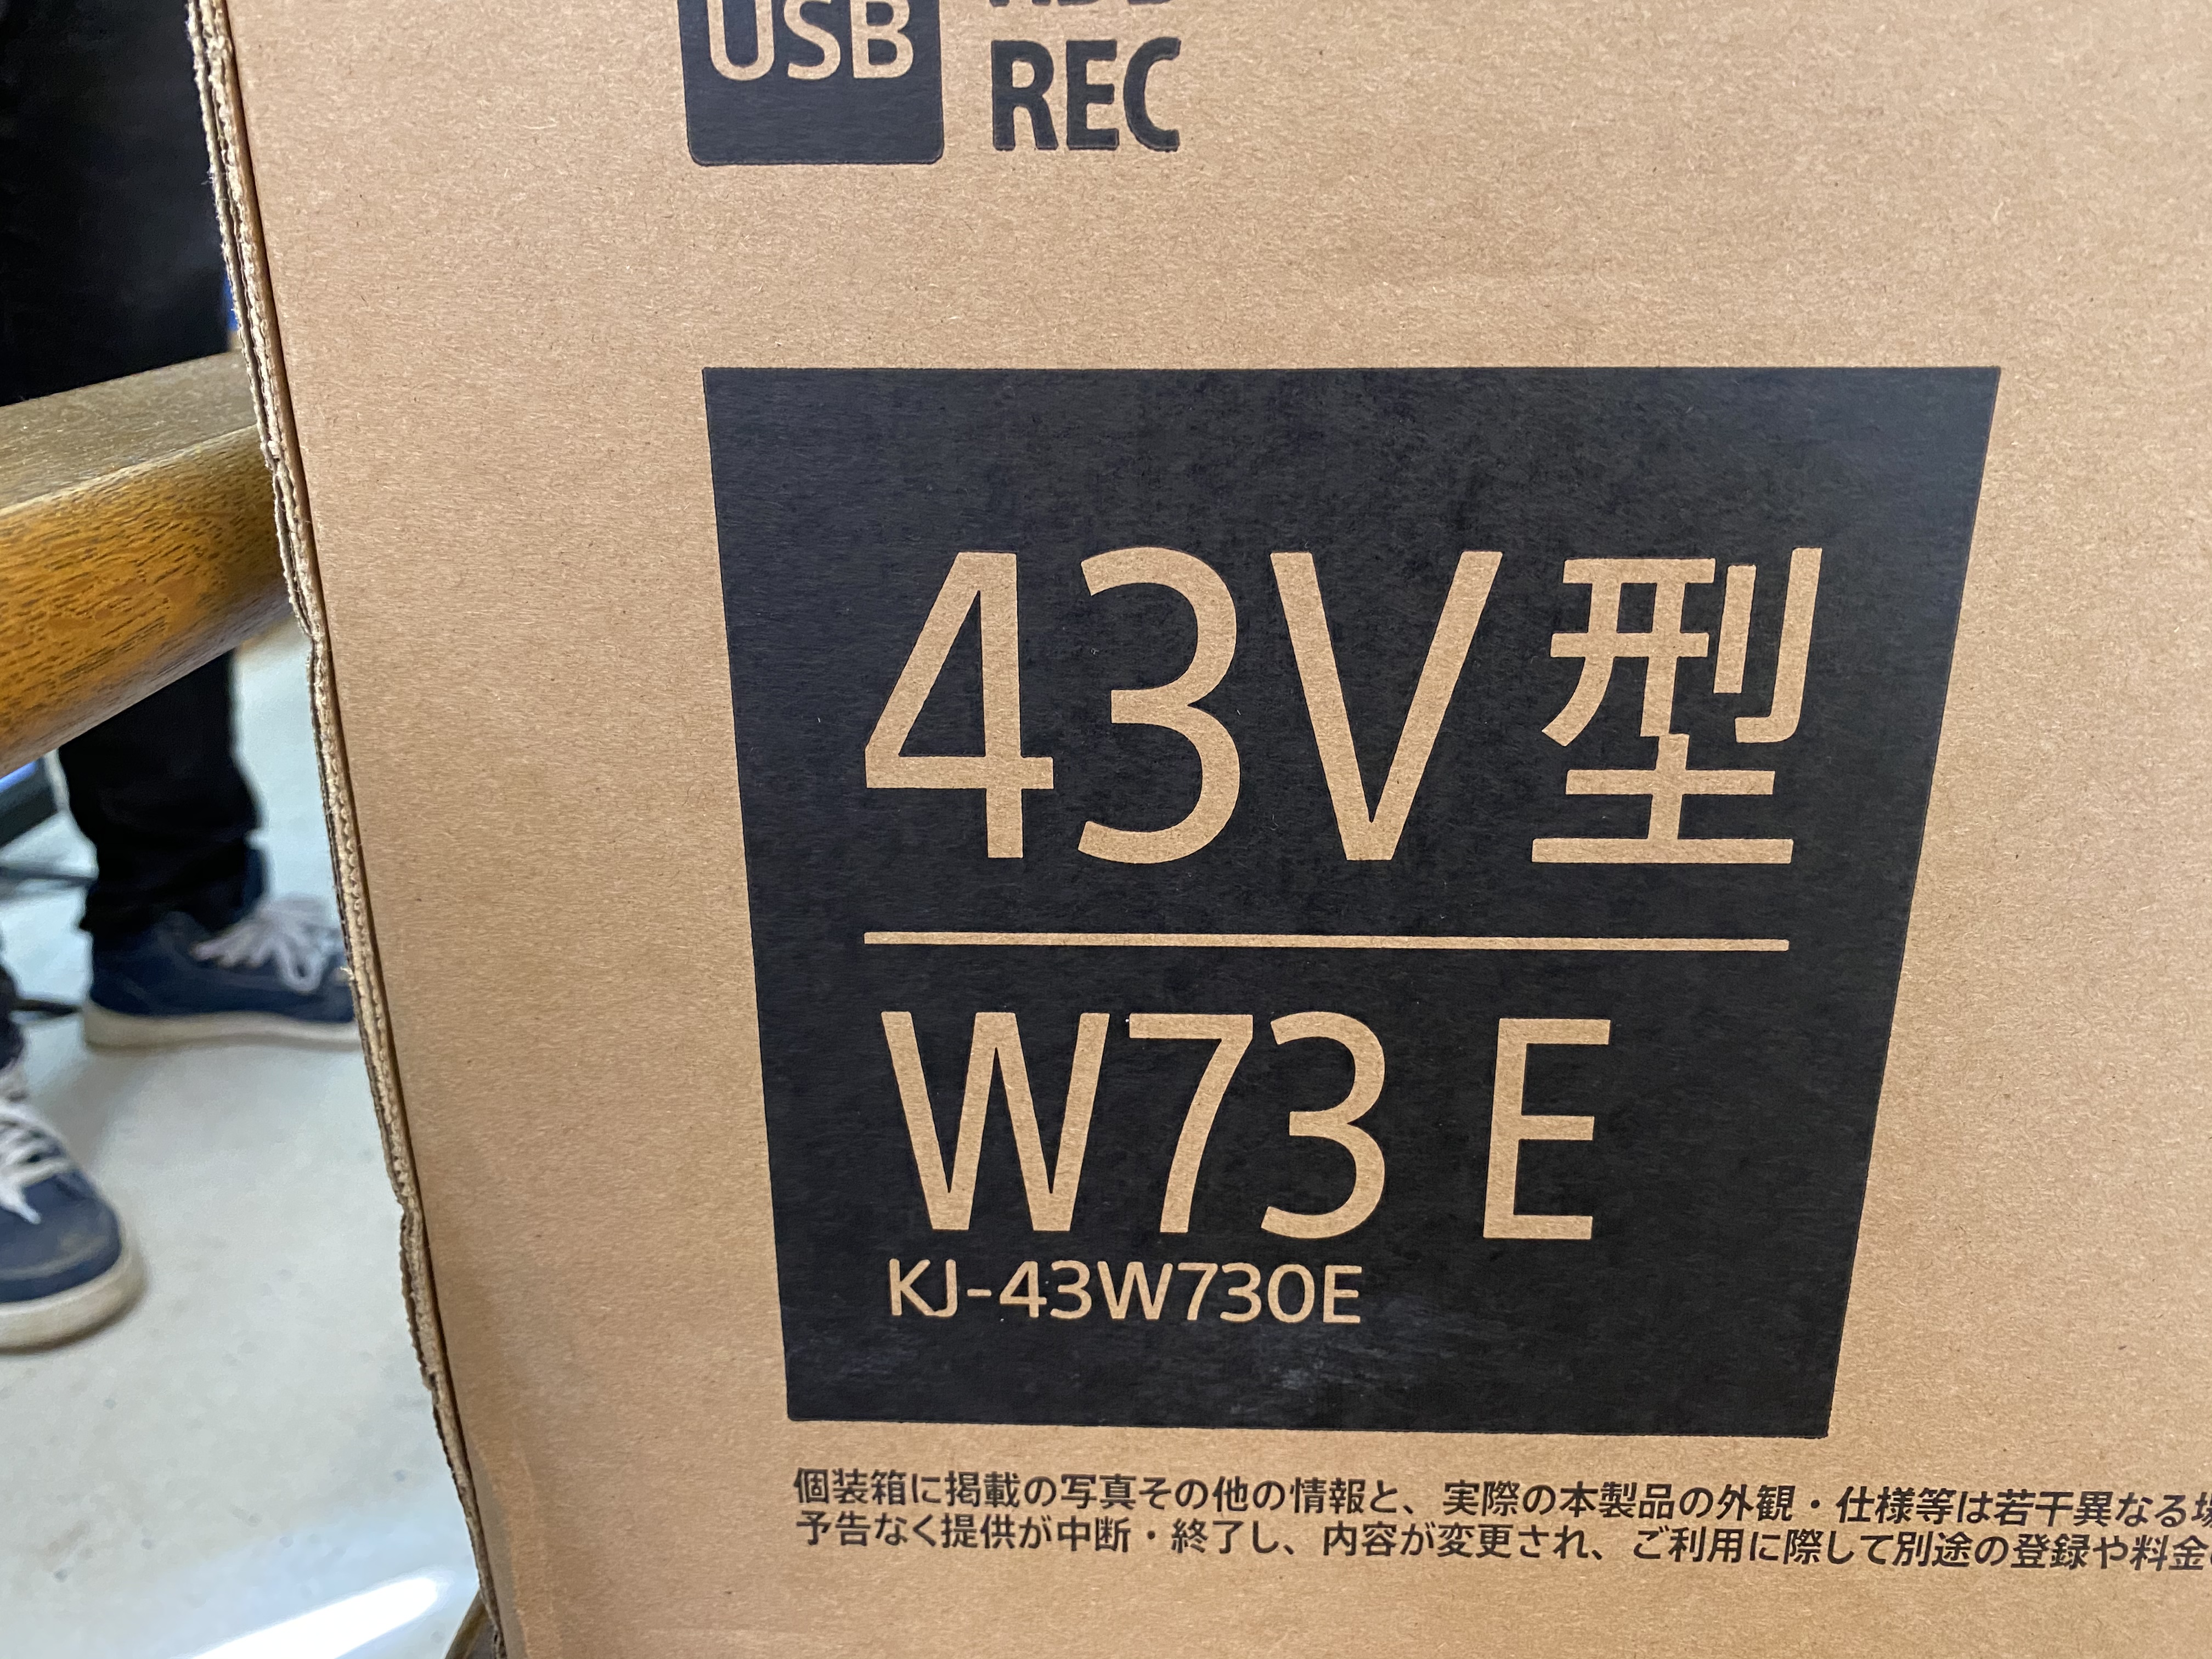 USB
REC
43V型
W73 E
KJ-43W730E
個装箱に掲載の写真その他の情報と、実際の本製品の外観・仕様等は若干異なる場
予告なく提供が中断・終了し、内容が変更され、ご利用に際して別途の登録や料金